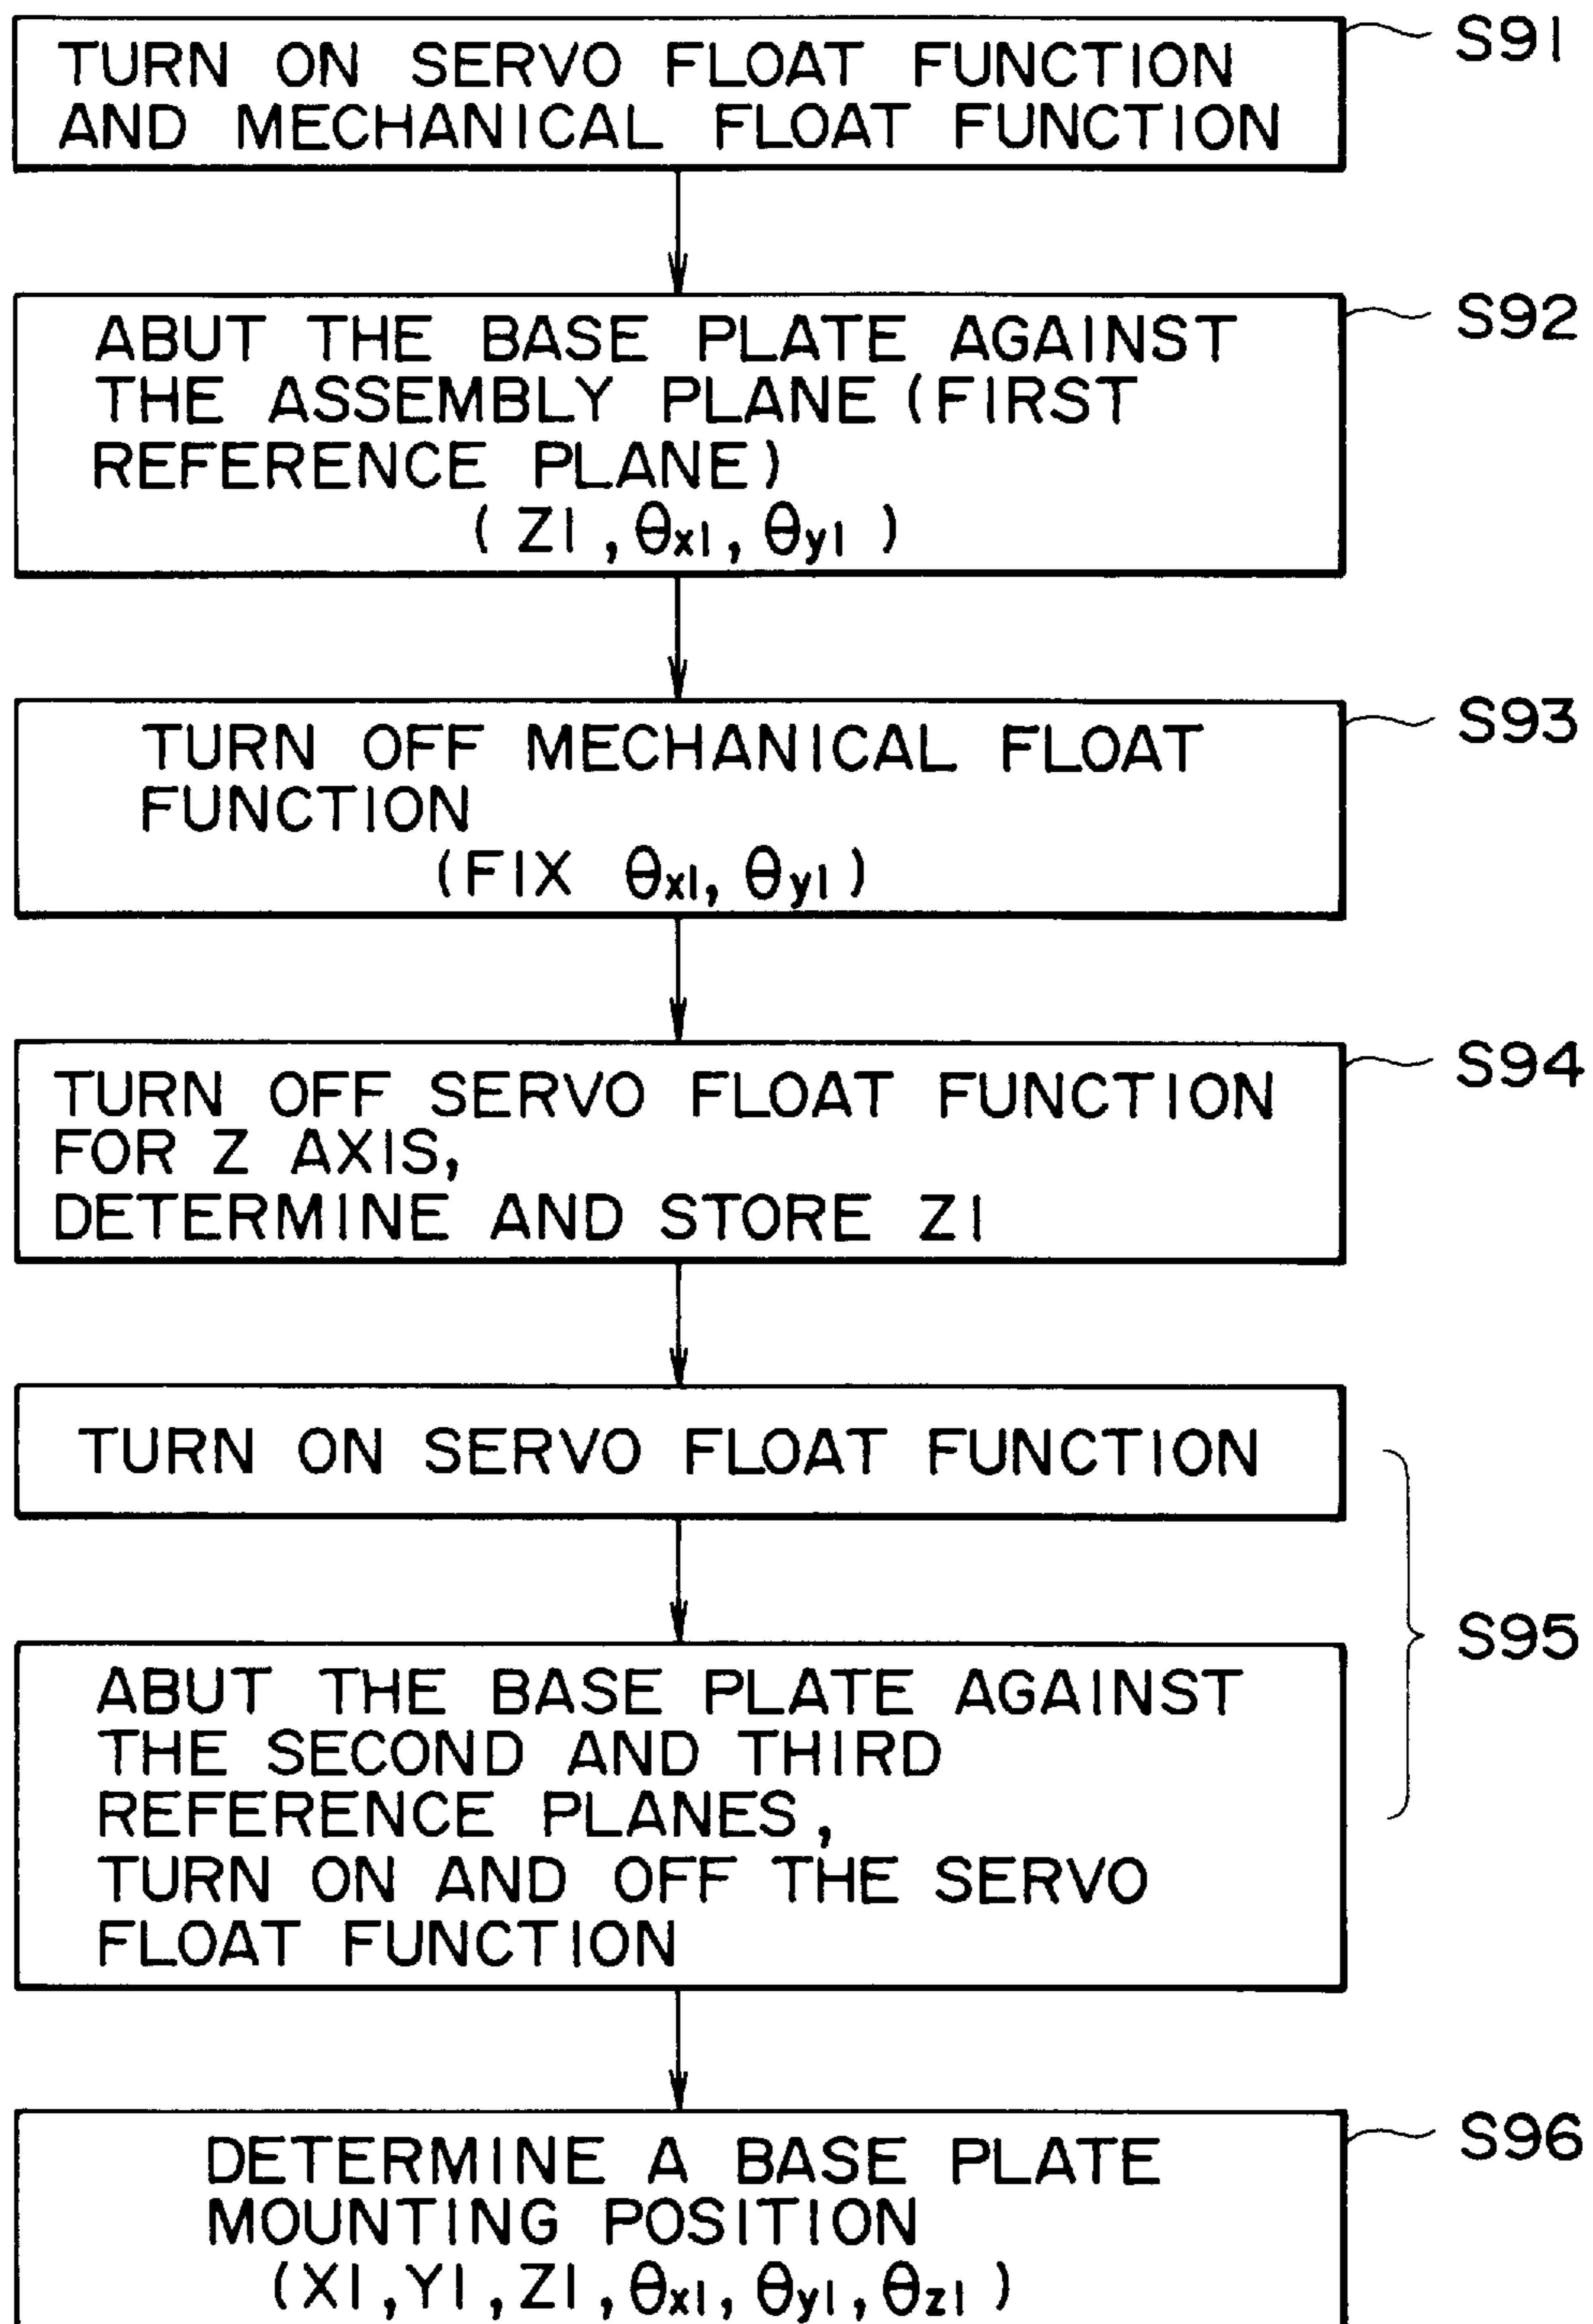 TURN ON SERVO FLOAT FUNCTION
AND MECHANICAL FLOAT FUNCTION
S91
ABUT THE BASE PLATE AGAINST
THE ASSEMBLY PLANE (FIRST
REFERENCE PLANE)
(Z1, θx1, θy1)
S92
TURN OFF MECHANICAL FLOAT
FUNCTION
(FIX θx1, θy1)
S93
TURN OFF SERVO FLOAT FUNCTION
FOR Z AXIS,
DETERMINE AND STORE Z1
S94
TURN ON SERVO FLOAT FUNCTION
S95
ABUT THE BASE PLATE AGAINST
THE SECOND AND THIRD
REFERENCE PLANES,
TURN ON AND OFF THE SERVO
FLOAT FUNCTION
DETERMINE A BASE PLATE
MOUNTING POSITION
(X1, Y1, Z1, θx1, θy1, θz1)
S96